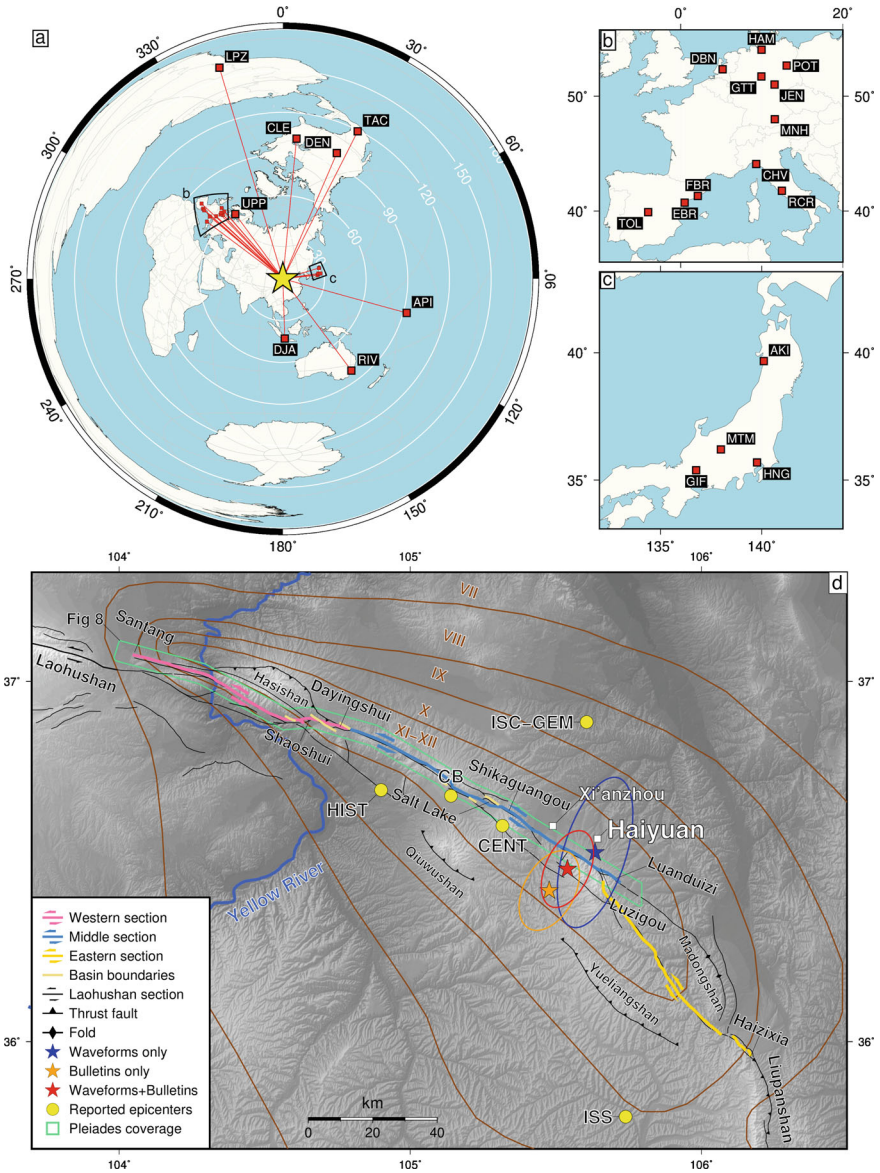 a
0°
30°
60°
90°
120°
150°
180°
210°
240°
270°
300°
330°
LPZ
CLE
DEN
TAC
UPP
b
c
API
DJA
RIV
30
60
90
120
150
b
0°
20°
50°
40°
50°
40°
HAM
DBN
POT
GTT
JEN
MNH
CHV
FBR
RCR
TOL
EBR
c
40°
35°
40°
35°
135°
140°
AKI
MTM
HNG
GIF
d
104°
105°
106°
37°
36°
37°
36°
104°
105°
106°
VII
VIII
IX
X
XI-XII
Fig 8
Santang
Laohushan
Hasishan
Dayingshui
Shaoshui
ISC-GEM
Shikaguangou
CB
HIST
Salt Lake
Xi'anzhou
Haiyuan
CENT
Qiuwushan
Luanduizi
Yellow River
Luzigou
Madongshan
Yueliangshan
Haizixia
Liupanshan
ISS
Western section
Middle section
Eastern section
Basin boundaries
Laohushan section
Thrust fault
Fold
Waveforms only
Bulletins only
Waveforms+Bulletins
Reported epicenters
Pleiades coverage
km
0 20 40